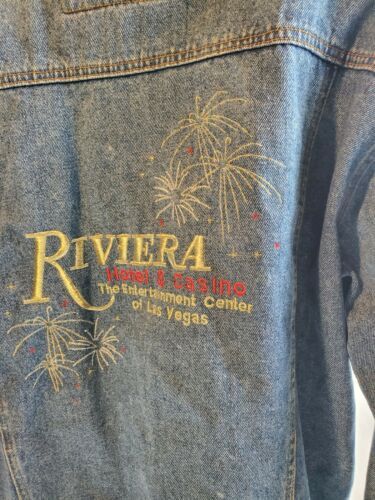 RIVIERA
Hotel & Casino
The Entertainment Center
of Las Vegas